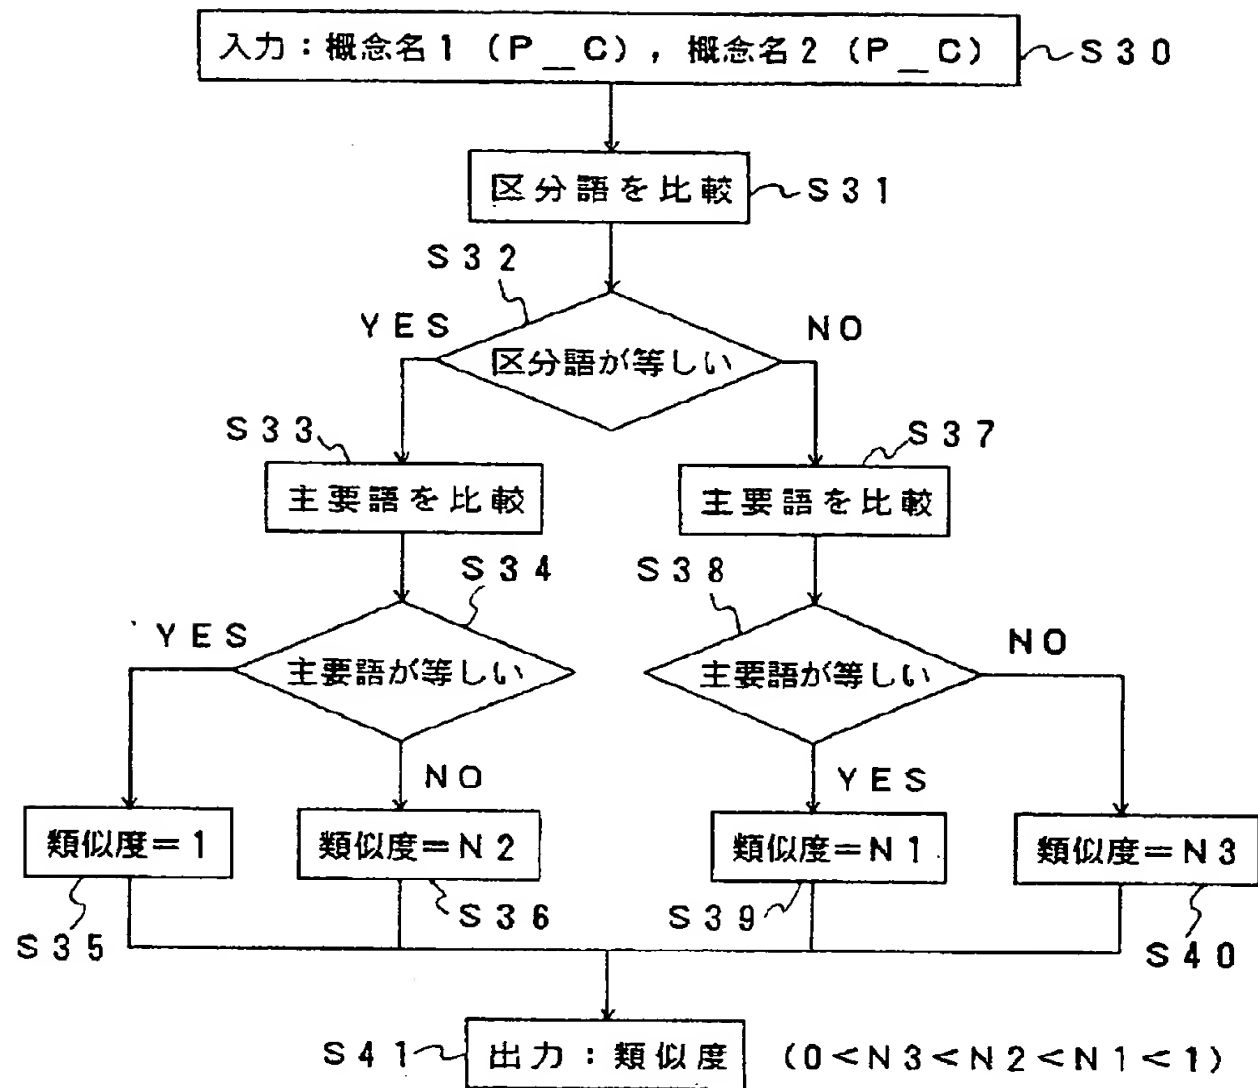 入力：概念名1（P＿C），概念名2（P＿C）
S30
区分語を比較
S31
S32
YES
NO
区分語が等しい
S33
S37
主要語を比較
主要語を比較
S34
S38
YES
NO
主要語が等しい
主要語が等しい
NO
YES
類似度＝1
類似度＝N2
類似度＝N1
類似度＝N3
S35
S36
S39
S40
S41
出力：類似度
（0＜N3＜N2＜N1＜1）